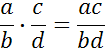 a/b · c/d = ac/bd